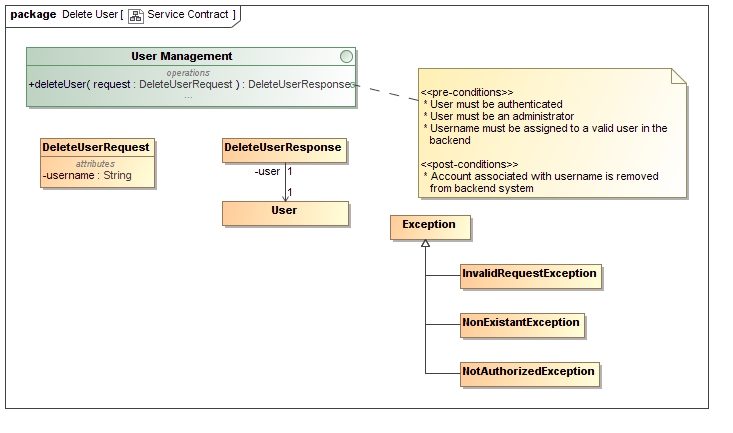 package Delete User [ Service Contract ]
User Management
operations
+deleteUser( request : DeleteUserRequest ) : DeleteUserResponse
...
<<pre-conditions>>
* User must be authenticated
* User must be an administrator
* Username must be assigned to a valid user in the
backend
<<post-conditions>>
* Account associated with username is removed
from backend system
DeleteUserRequest
attributes
-username : String
DeleteUserResponse
-user 1
1
User
Exception
InvalidRequestException
NonExistantException
NotAuthorizedException